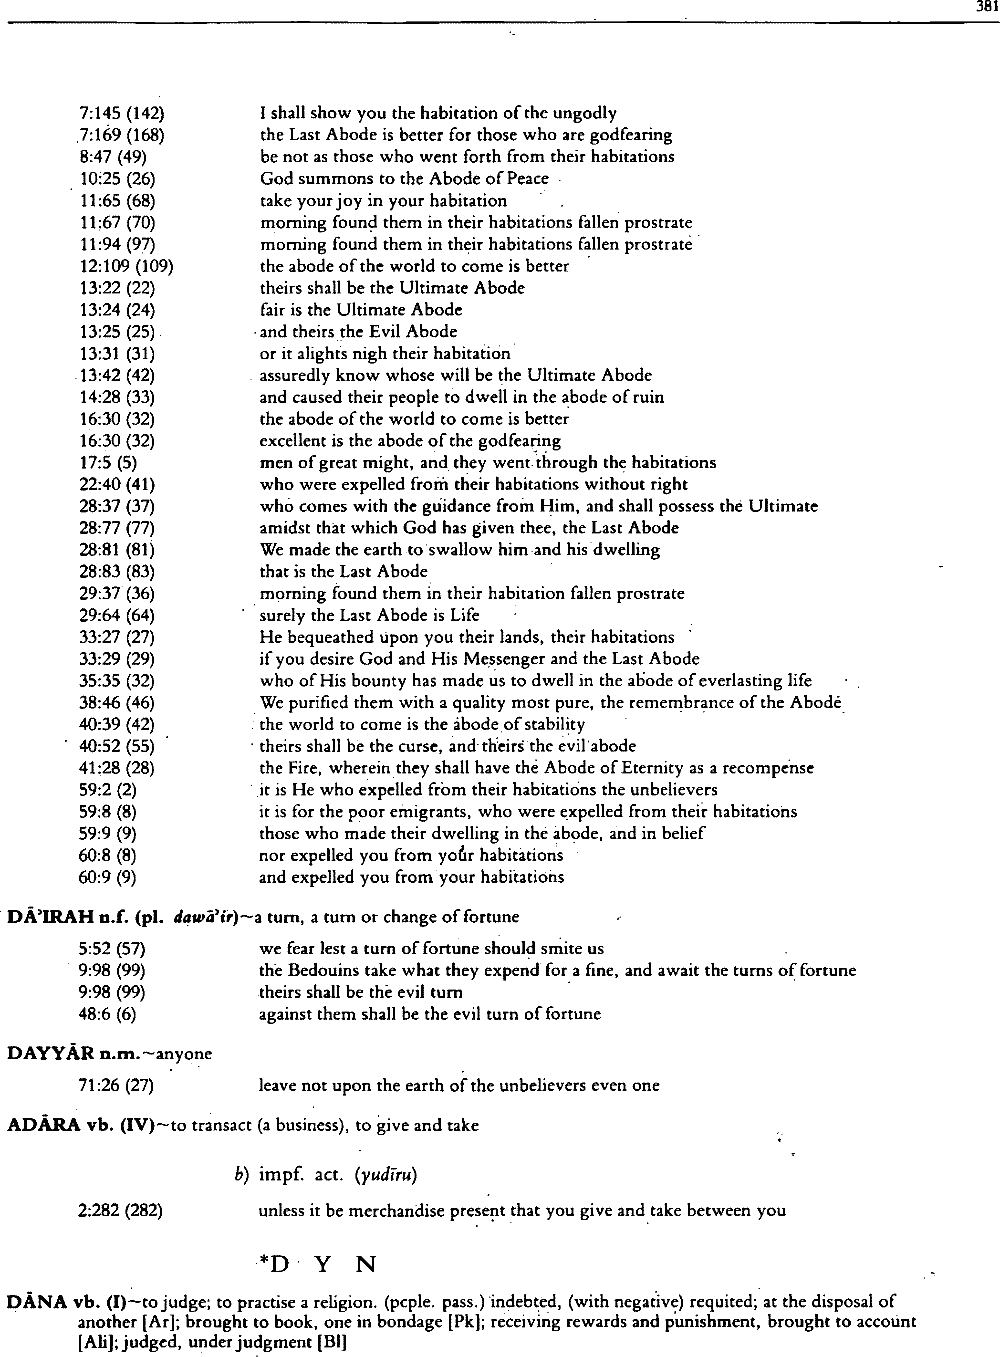 381
7:145 (142) I shall show you the habitation of the ungodly
7:169 (168) the Last Abode is better for those who are godfearing
8:47 (49) be not as those who went forth from their habitations
10:25 (26) God summons to the Abode of Peace
11:65 (68) take your joy in your habitation
11:67 (70) morning found them in their habitations fallen prostrate
11:94 (97) morning found them in their habitations fallen prostrate
12:109 (109) the abode of the world to come is better
13:22 (22) theirs shall be the Ultimate Abode
13:24 (24) fair is the Ultimate Abode
13:25 (25) and theirs the Evil Abode
13:31 (31) or it alights nigh their habitation
13:42 (42) assuredly know whose will be the Ultimate Abode
14:28 (33) and caused their people to dwell in the abode of ruin
16:30 (32) the abode of the world to come is better
16:30 (32) excellent is the abode of the godfearing
17:5 (5) men of great might, and they went through the habitations
22:40 (41) who were expelled from their habitations without right
28:37 (37) who comes with the guidance from Him, and shall possess the Ultimate
28:77 (77) amidst that which God has given thee, the Last Abode
28:81 (81) We made the earth to swallow him and his dwelling
28:83 (83) that is the Last Abode
29:37 (36) morning found them in their habitation fallen prostrate
29:64 (64) surely the Last Abode is Life
33:27 (27) He bequeathed upon you their lands, their habitations
33:29 (29) if you desire God and His Messenger and the Last Abode
35:35 (32) who of His bounty has made us to dwell in the abode of everlasting life
38:46 (46) We purified them with a quality most pure, the remembrance of the Abode
40:39 (42) the world to come is the abode of stability
40:52 (55) theirs shall be the curse, and theirs the evil abode
41:28 (28) the Fire, wherein they shall have the Abode of Eternity as a recompense
59:2 (2) it is He who expelled from their habitations the unbelievers
59:8 (8) it is for the poor emigrants, who were expelled from their habitations
59:9 (9) those who made their dwelling in the abode, and in belief
60:8 (8) nor expelled you from your habitations
60:9 (9) and expelled you from your habitations
DĀ’IRAH n.f. (pl. dawā’ir)~a turn, a turn or change of fortune
5:52 (57) we fear lest a turn of fortune should smite us
9:98 (99) the Bedouins take what they expend for a fine, and await the turns of fortune
9:98 (99) theirs shall be the evil turn
48:6 (6) against them shall be the evil turn of fortune
DAYYĀR n.m.~anyone
71:26 (27) leave not upon the earth of the unbelievers even one
ADĀRA vb. (IV)~to transact (a business), to give and take
b) impf. act. (yudīru)
2:282 (282) unless it be merchandise present that you give and take between you
*D Y N
DĀNA vb. (I)~to judge; to practise a religion. (pcple. pass.) indebted, (with negative) requited; at the disposal of
another [Ar]; brought to book, one in bondage [Pk]; receiving rewards and punishment, brought to account
[Ali]; judged, under judgment [Bl]